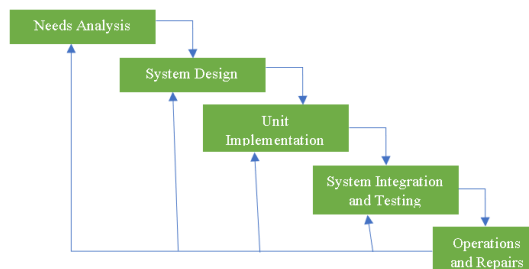 Needs Analysis
System Design
Unit
Implementation
System Integration
and Testing
Operations
and Repairs